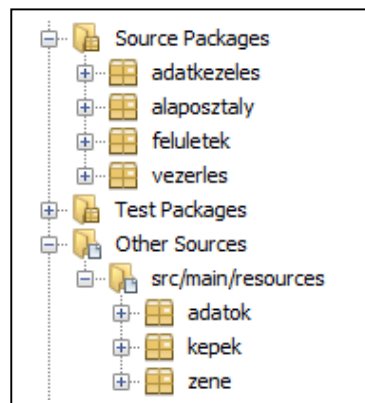 Source Packages
adatkezeles
alaposztaly
feluletek
vezerles
Test Packages
Other Sources
src/main/resources
adatok
kepek
zene